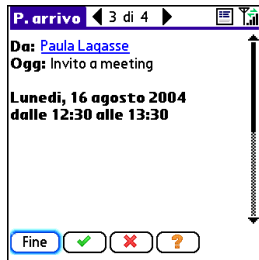 P. arrivo 3 di 4
Da: Paula Lagasse
Ogg: Invito a meeting
Lunedi, 16 agosto 2004
dalle 12:30 alle 13:30
Fine ?